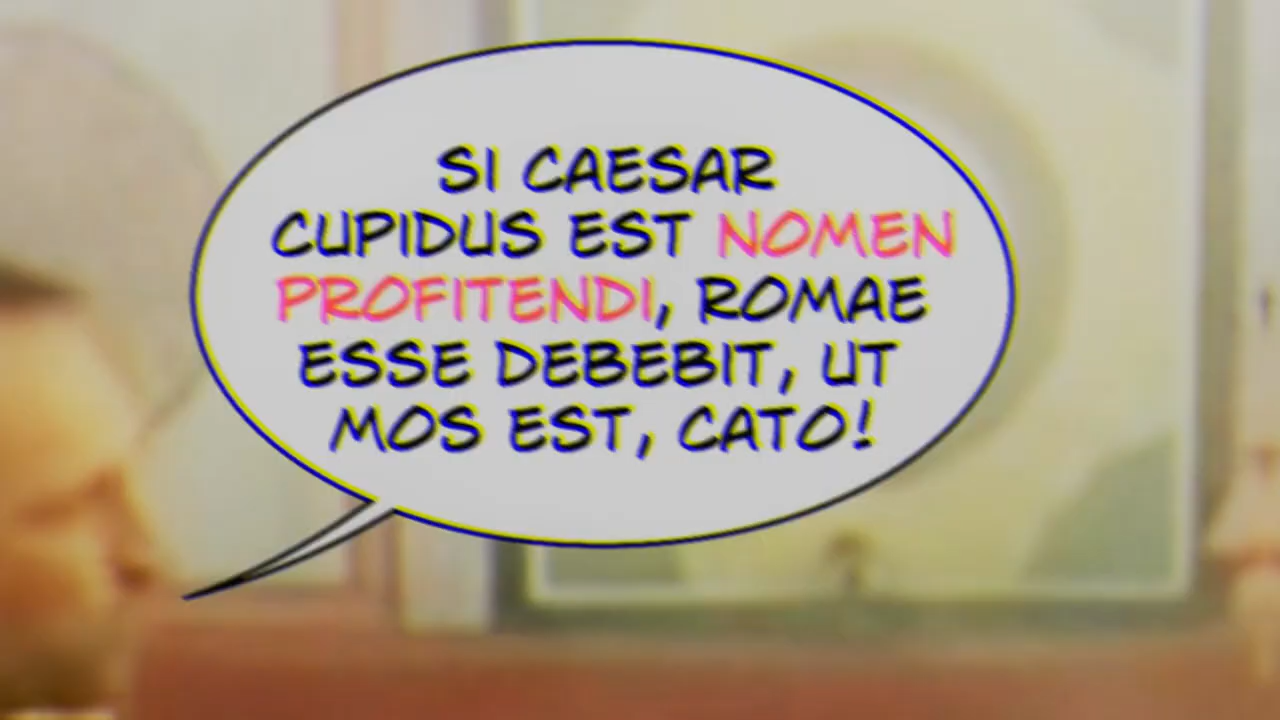 SI CAESAR
CUPIDUS EST NOMEN
PROFITENDI, ROMAE
ESSE DEBEBIT, UT
MOS EST, CATO!